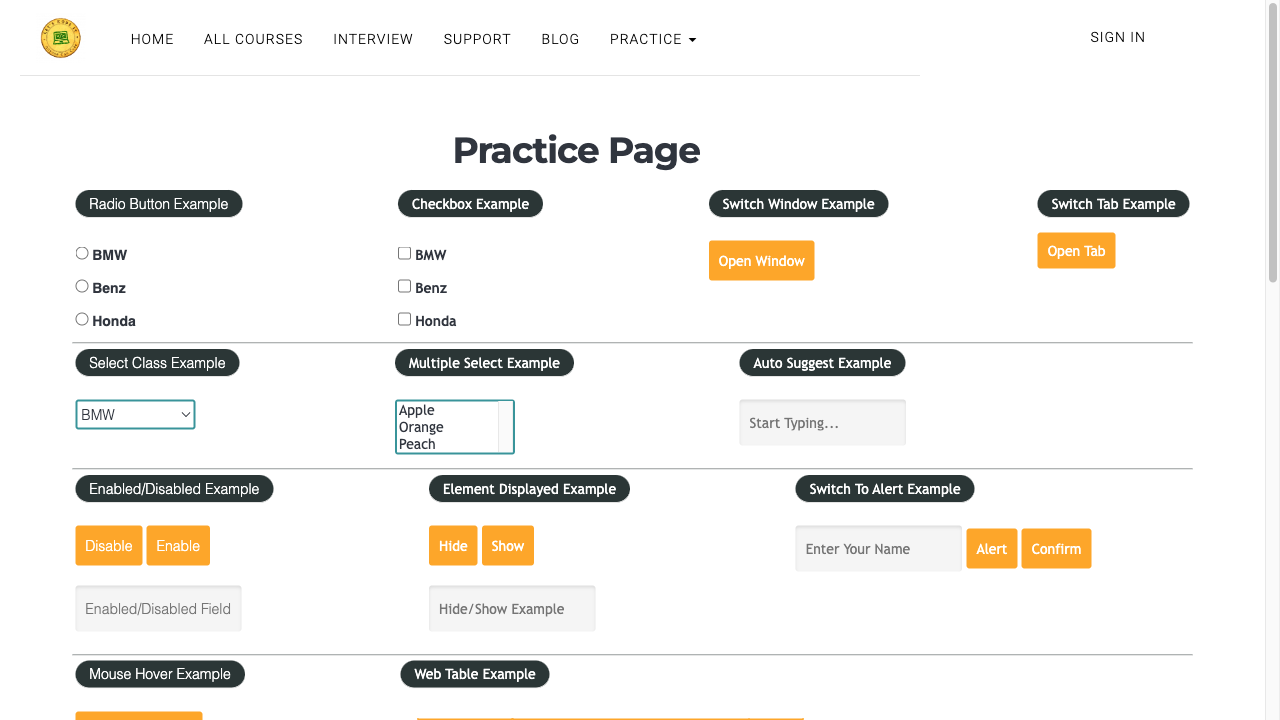 HOME ALL COURSES INTERVIEW SUPPORT BLOG PRACTICE SIGN IN
Practice Page
Radio Button Example Checkbox Example Switch Window Example Switch Tab Example
BMW BMW Open Window Open Tab
Benz Benz
Honda Honda
Select Class Example Multiple Select Example Auto Suggest Example
BMW Apple Start Typing...
Orange
Peach
Enabled/Disabled Example Element Displayed Example Switch To Alert Example
Disable Enable Hide Show Enter Your Name Alert Confirm
Enabled/Disabled Field Hide/Show Example
Mouse Hover Example Web Table Example